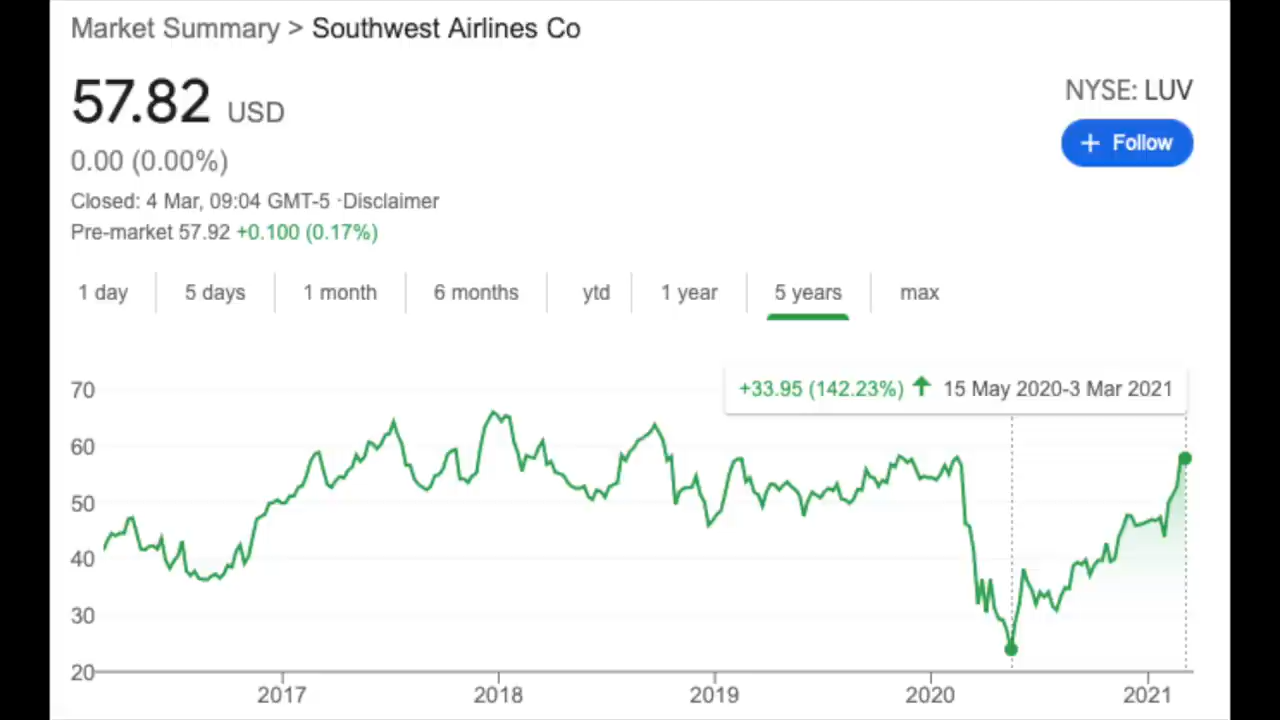 Market Summary > Southwest Airlines Co
57.82 USD
NYSE: LUV
+ Follow
0.00 (0.00%)
Closed: 4 Mar, 09:04 GMT-5 ·Disclaimer
Pre-market 57.92 +0.100 (0.17%)
1 day 5 days 1 month 6 months ytd 1 year 5 years max
+33.95 (142.23%) ↑ 15 May 2020-3 Mar 2021
70
60
50
40
30
20
2017 2018 2019 2020 2021